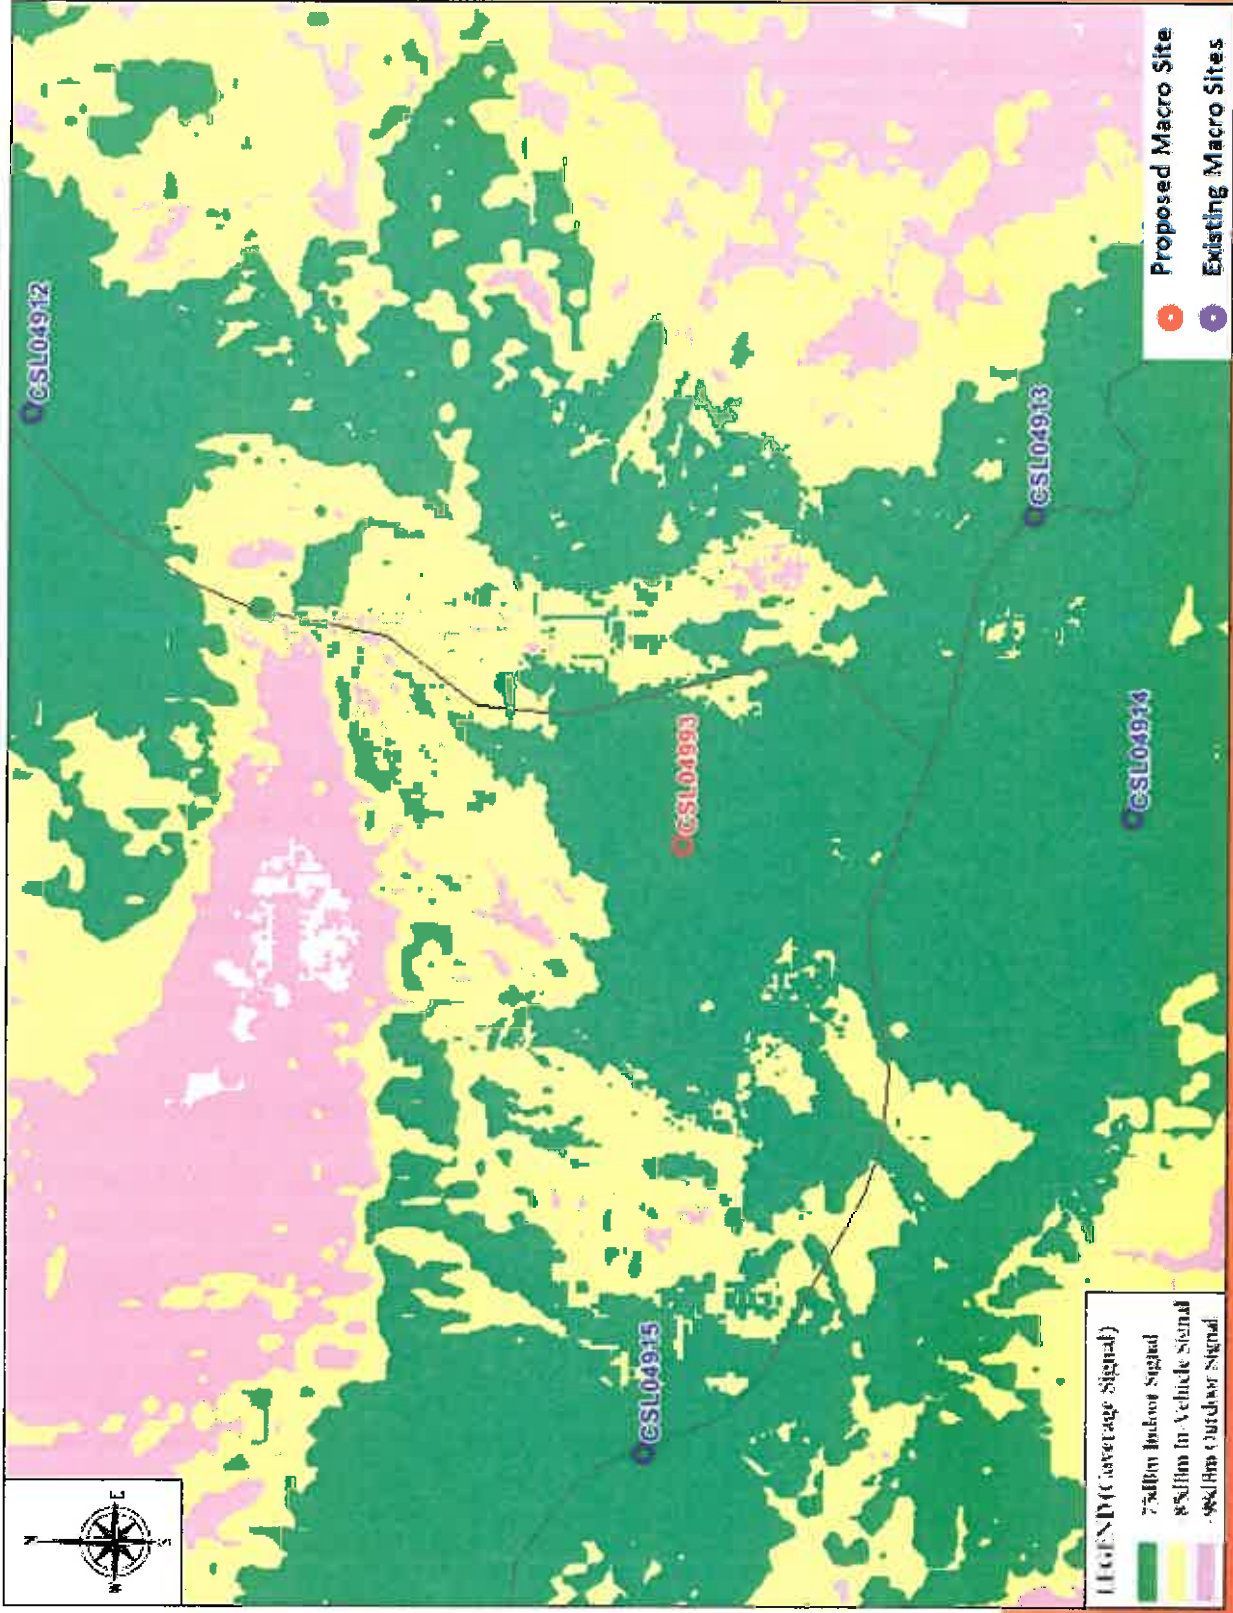 CSL04912
Proposed Macro Site
Existing Macro Sites
CSL04913
CSL04993
CSL04914
CSL04915
N
W E
S
LEGEND (Coverage Signal)
Indoor Signal
In-Vehicle Signal
Outdoor Signal